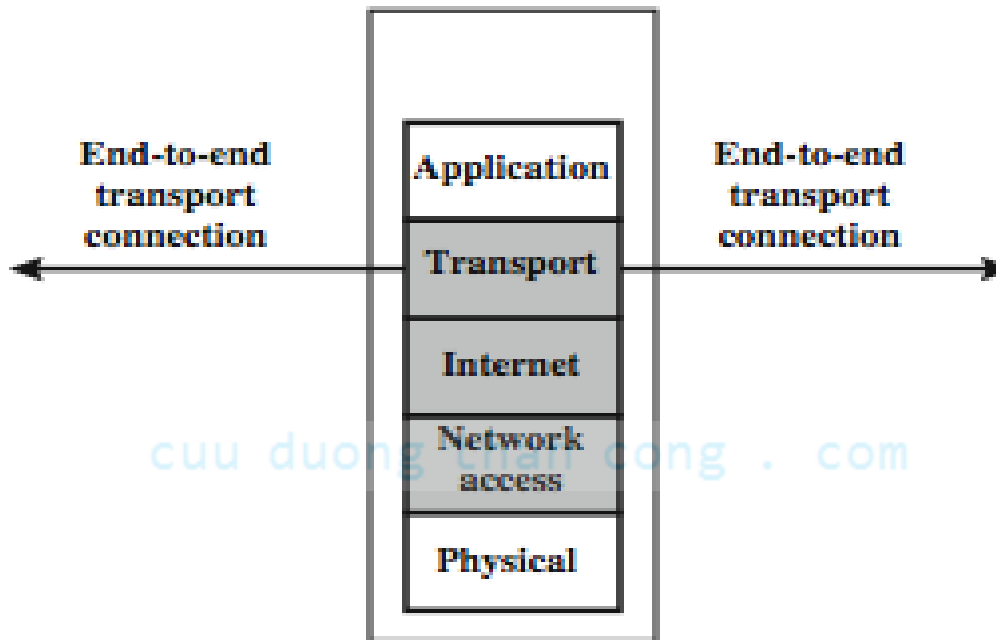 End-to-end
transport
connection
Application
Transport
Internet
Network
access
Physical
End-to-end
transport
connection
cuu duong than cong . com